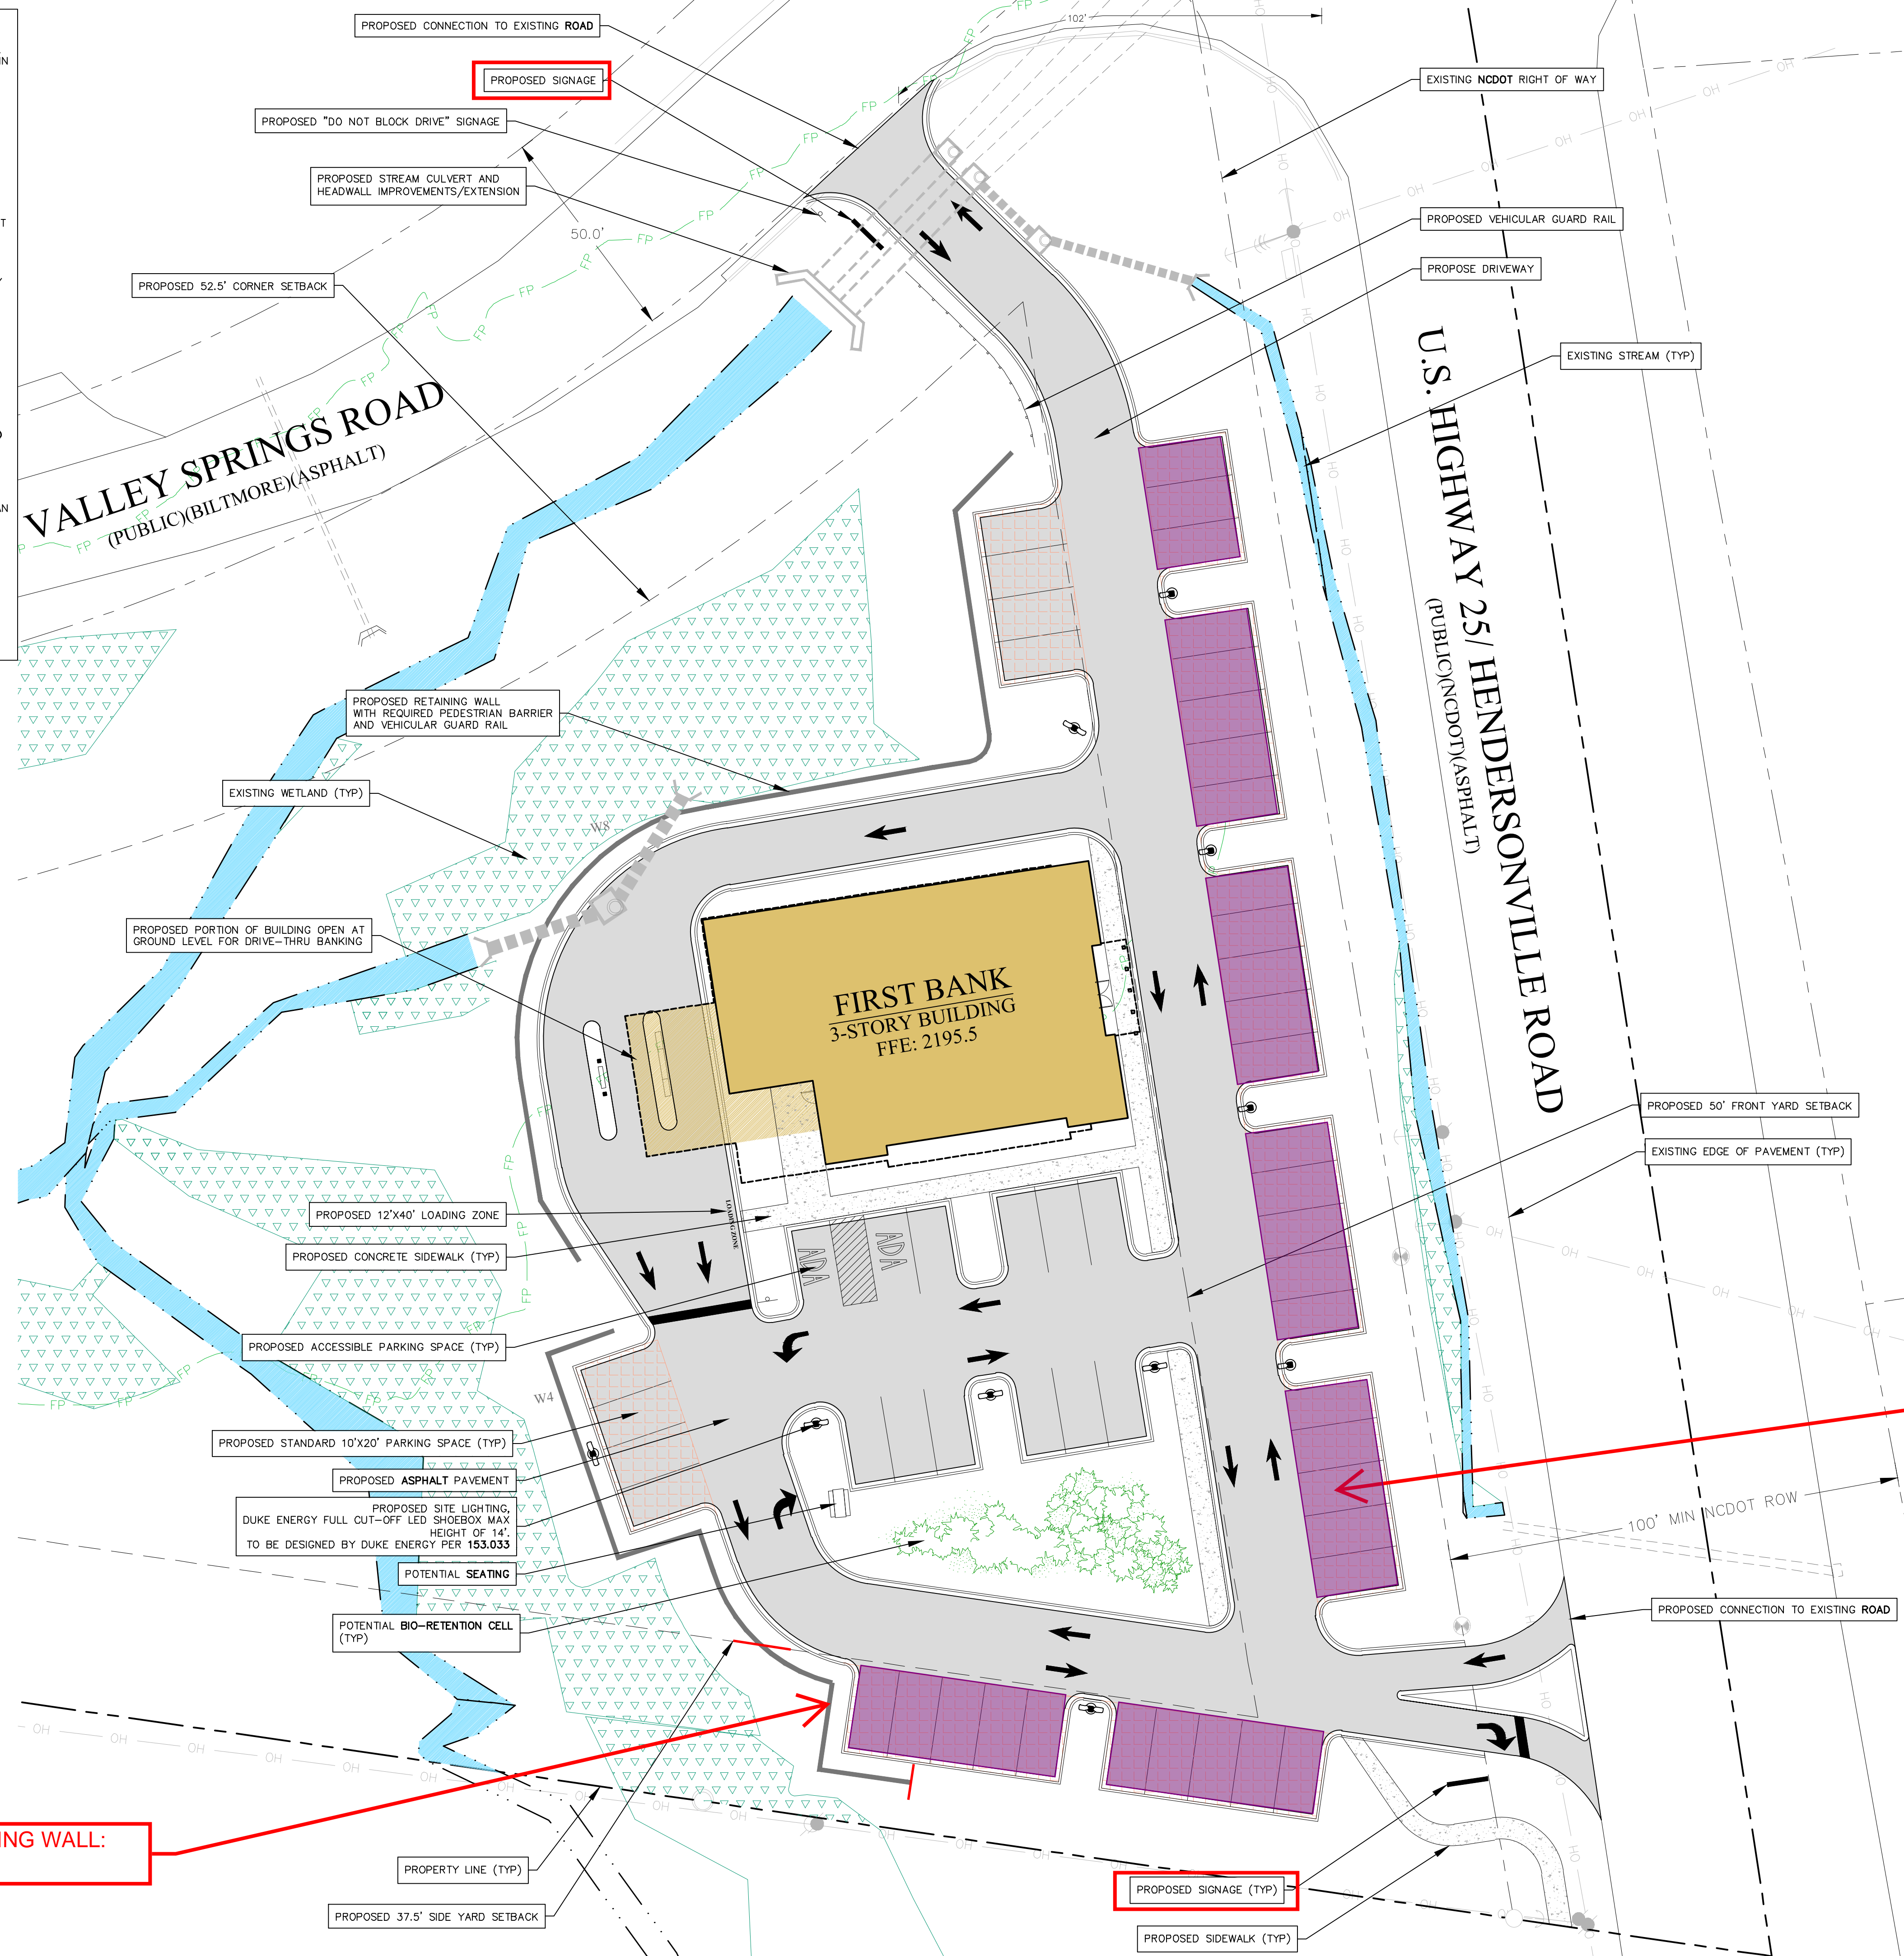 PROPOSED CONNECTION TO EXISTING ROAD
PROPOSED SIGNAGE
PROPOSED "DO NOT BLOCK DRIVE" SIGNAGE
PROPOSED STREAM CULVERT AND
HEADWALL IMPROVEMENTS/EXTENSION
PROPOSED 52.5' CORNER SETBACK
50.0'
102'
EXISTING NCDOT RIGHT OF WAY
PROPOSED VEHICULAR GUARD RAIL
PROPOSE DRIVEWAY
EXISTING STREAM (TYP)
VALLEY SPRINGS ROAD
(PUBLIC)(BILTMORE)(ASPHALT)
U.S. HIGHWAY 25/ HENDERSONVILLE ROAD
(PUBLIC)(NCDOT)(ASPHALT)
PROPOSED RETAINING WALL
WITH REQUIRED PEDESTRIAN BARRIER
AND VEHICULAR GUARD RAIL
EXISTING WETLAND (TYP)
W8
PROPOSED PORTION OF BUILDING OPEN AT
GROUND LEVEL FOR DRIVE-THRU BANKING
FIRST BANK
3-STORY BUILDING
FFE: 2195.5
PROPOSED 50' FRONT YARD SETBACK
EXISTING EDGE OF PAVEMENT (TYP)
PROPOSED 12'X40' LOADING ZONE
LOADING ZONE
PROPOSED CONCRETE SIDEWALK (TYP)
ADA
ADA
PROPOSED ACCESSIBLE PARKING SPACE (TYP)
W4
PROPOSED STANDARD 10'X20' PARKING SPACE (TYP)
PROPOSED ASPHALT PAVEMENT
PROPOSED SITE LIGHTING,
DUKE ENERGY FULL CUT-OFF LED SHOEBOX MAX
HEIGHT OF 14'.
TO BE DESIGNED BY DUKE ENERGY PER 153.033
POTENTIAL SEATING
POTENTIAL BIO-RETENTION CELL
(TYP)
100' MIN NCDOT ROW
PROPOSED CONNECTION TO EXISTING ROAD
NG WALL:
PROPERTY LINE (TYP)
PROPOSED 37.5' SIDE YARD SETBACK
PROPOSED SIGNAGE (TYP)
PROPOSED SIDEWALK (TYP)
FP
OH